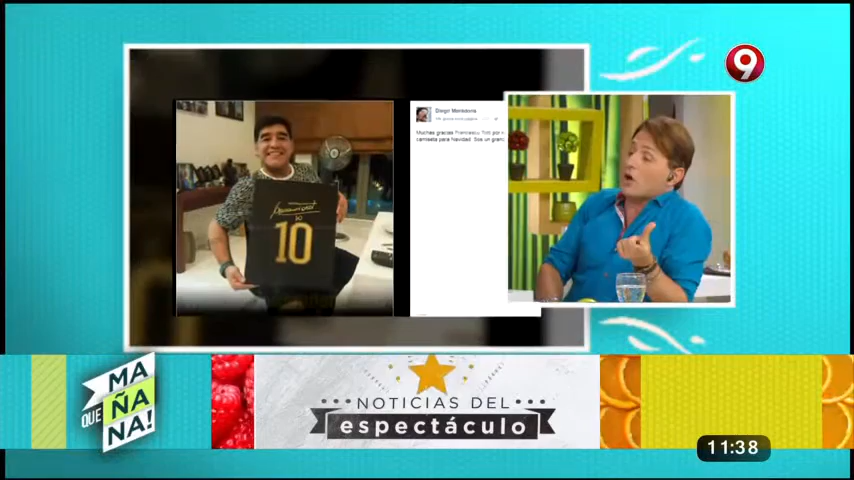 9
Diego Maradona
Muchas gracias Francesco Totti por
camiseta para Navidad. Sos un
10
10
MA
QUE ÑA
NA!
NOTICIAS DEL
espectáculo
11:38